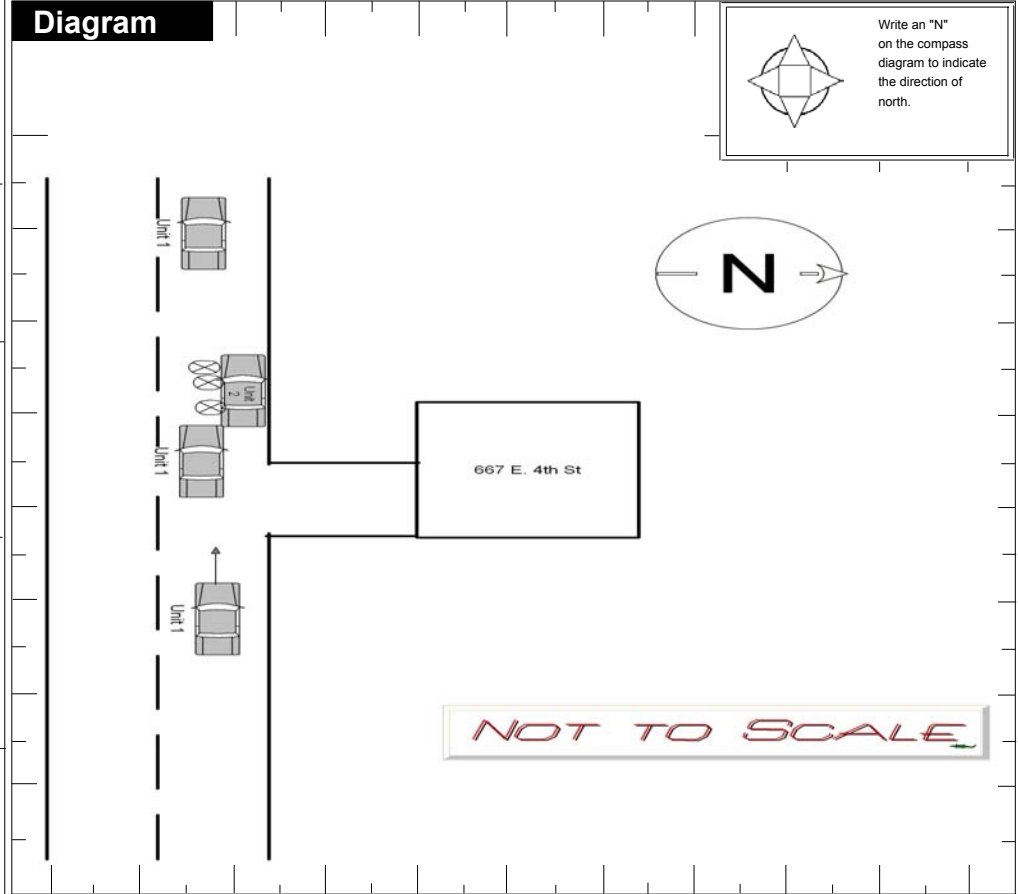 Diagram
Write an "N"
on the compass
diagram to indicate
the direction of
north.
Unit 1
N
Unit
2
Unit 1
667 E. 4th St
Unit 1
NOT TO SCALE